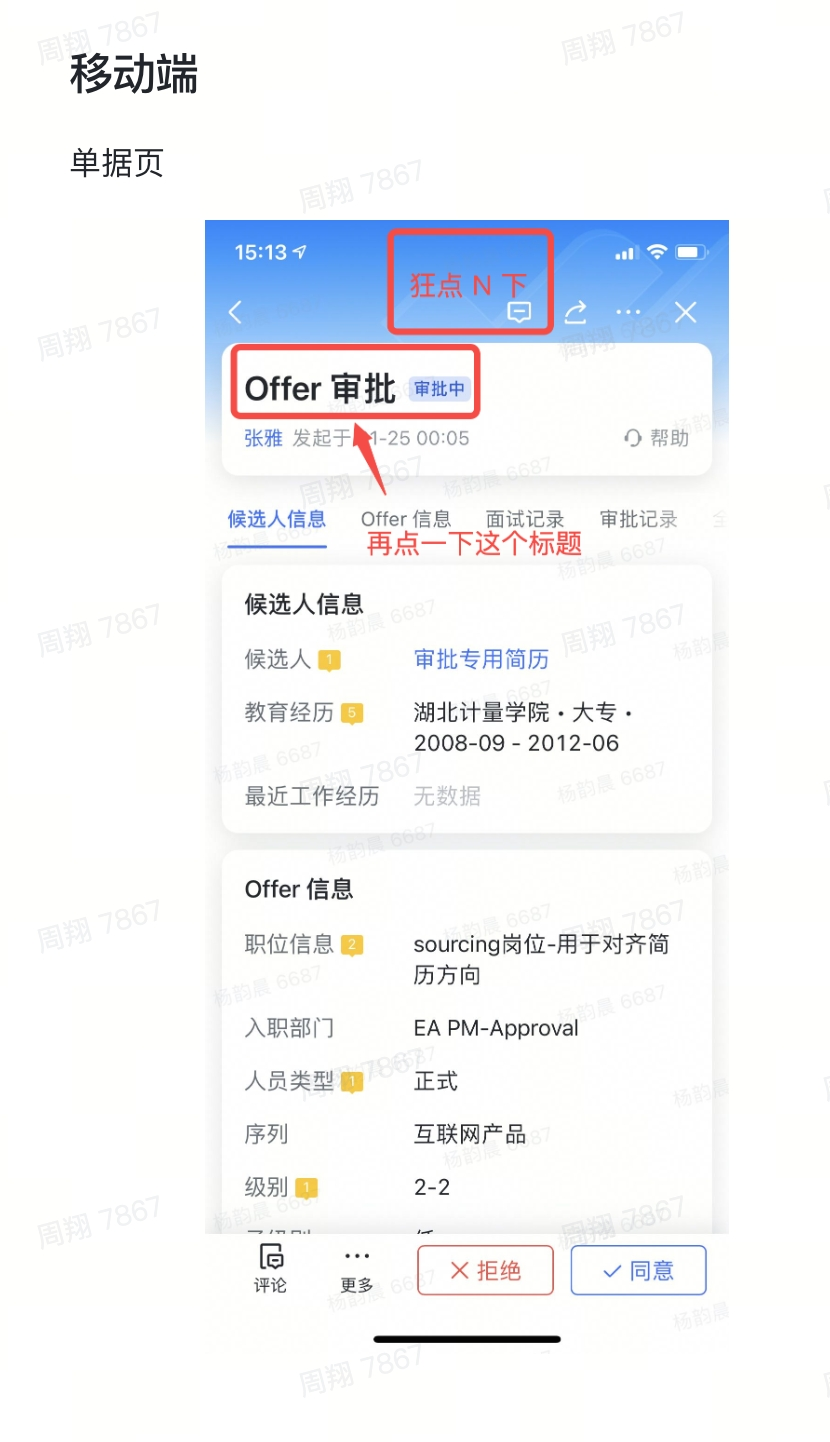 移动端
单据页
15:13
狂点 N 下
Offer 审批 审批中
张雅 发起于 1-25 00:05 帮助
候选人信息 Offer 信息 面试记录 审批记录
再点一下这个标题
候选人信息
候选人 1 审批专用简历
教育经历 5 湖北计量学院・大专・
2008-09 - 2012-06
最近工作经历 无数据
Offer 信息
职位信息 2 sourcing岗位-用于对齐简
历方向
入职部门 EA PM-Approval
人员类型 1 正式
序列 互联网产品
级别 1 2-2
评论 更多 拒绝 同意
周翔 7867
杨韵晨 6687